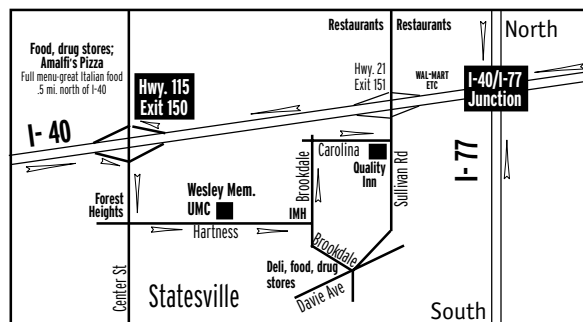 Restaurants
Restaurants
North
Food, drug stores;
Amalfi's Pizza
Full menu-great Italian food
.5 mi. north of I-40
Hwy. 115
Exit 150
Hwy. 21
Exit 151
WAL-MART
ETC
I-40/I-77
Junction
I- 40
I- 77
Carolina
Quality
Inn
Brookdale
Sullivan Rd
Forest
Heights
Wesley Mem.
UMC
IMH
Hartness
Brookdale
Deli, food, drug
stores
Davie Ave
Center St
Statesville
South